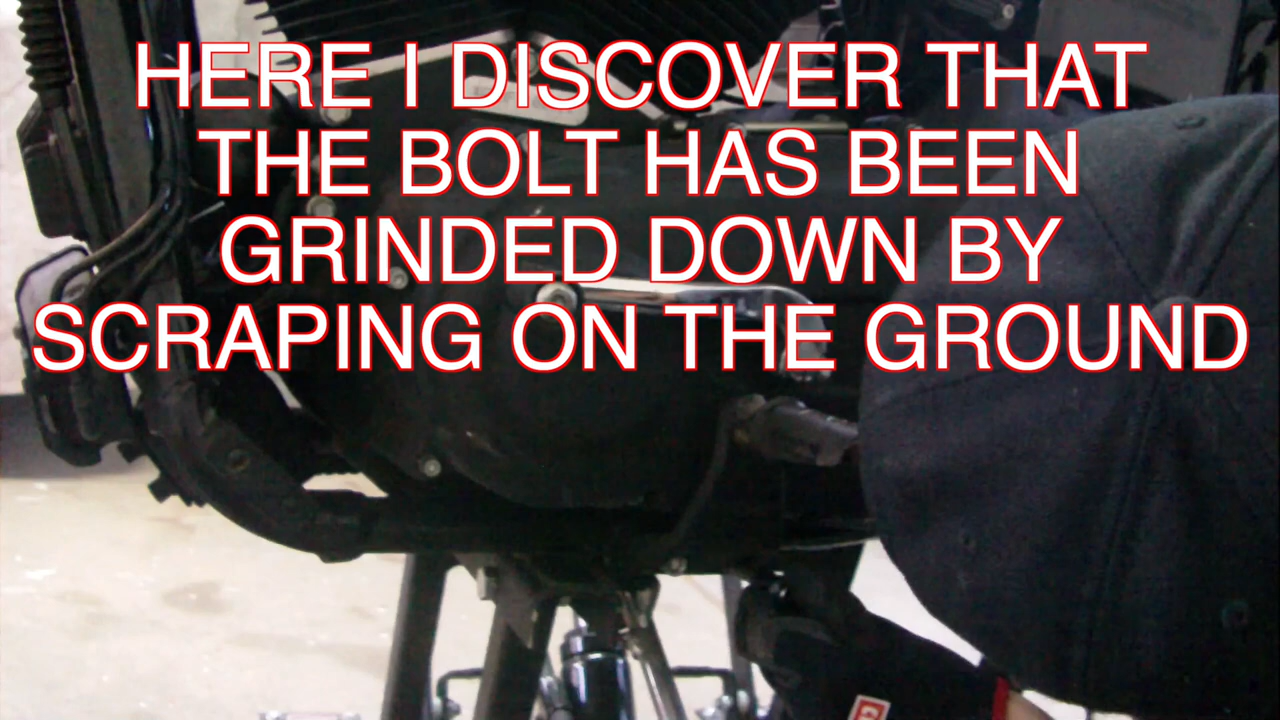 HERE I DISCOVER THAT
THE BOLT HAS BEEN
GRINDED DOWN BY
SCRAPING ON THE GROUND